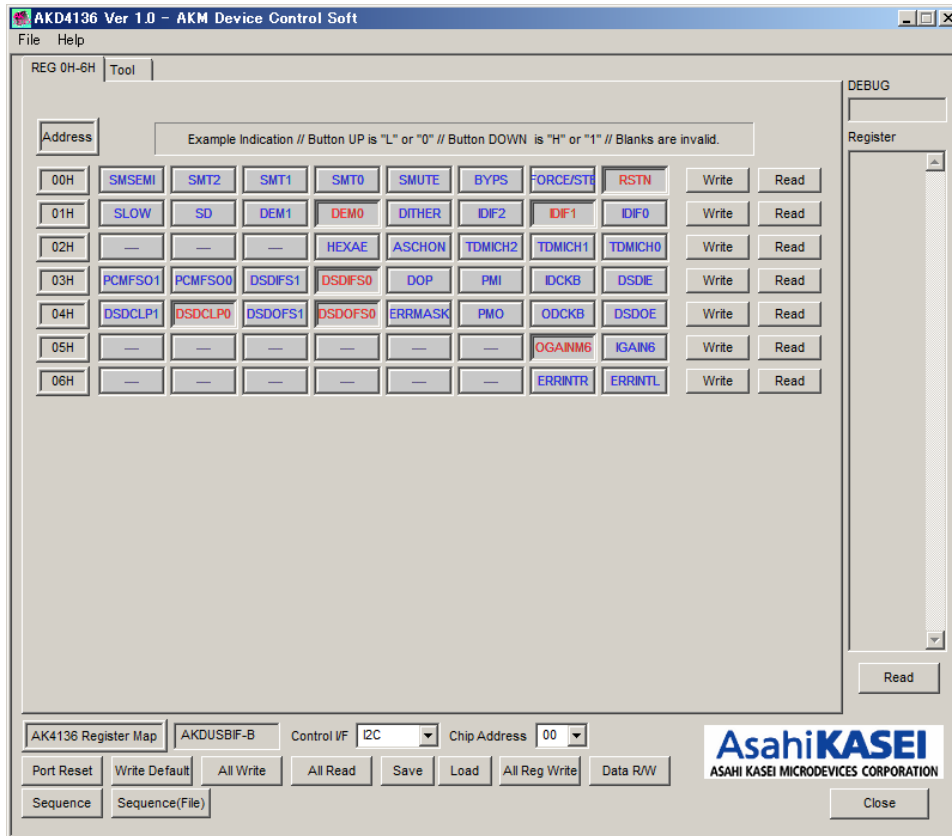 AKD4136 Ver 1.0 - AKM Device Control Soft
File Help
REG 0H-6H Tool
DEBUG
Address Example Indication // Button UP is "L" or "0" // Button DOWN is "H" or "1" // Blanks are invalid. Register
00H SMSEMI SMT2 SMT1 SMT0 SMUTE BYPS FORCE/STE RSTN Write Read
01H SLOW SD DEM1 DEM0 DITHER IDIF2 IDIF1 IDIF0 Write Read
02H — — — HEXAE ASCHON TDMICH2 TDMICH1 TDMICH0 Write Read
03H PCMFSO1 PCMFSO0 DSDIFS1 DSDIFS0 DOP PMI IDCKB DSDIE Write Read
04H DSDCLP1 DSDCLP0 DSDOFS1 DSDOFS0 ERRMASK PMO ODCKB DSDOE Write Read
05H — — — — — — OGAINM6 IGAIN6 Write Read
06H — — — — — — ERRINTR ERRINTL Write Read
Read
AK4136 Register Map AKDUSBIF-B Control I/F I2C Chip Address 00
Port Reset Write Default All Write All Read Save Load All Reg Write Data R/W
Sequence Sequence(File)
AsahiKASEI
ASAHI KASEI MICRODEVICES CORPORATION
Close